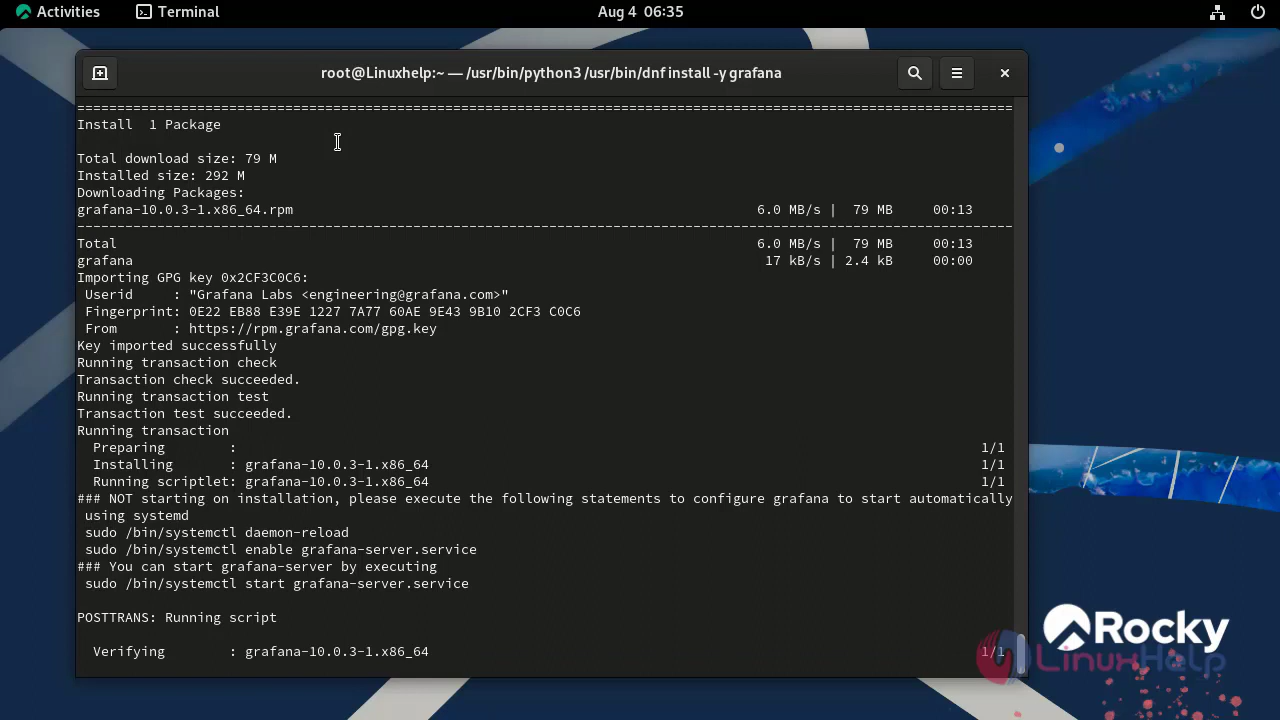 Activities Terminal Aug 4 06:35
root@Linuxhelp:~ — /usr/bin/python3 /usr/bin/dnf install -y grafana
================================================================================
Install  1 Package
Total download size: 79 M
Installed size: 292 M
Downloading Packages:
grafana-10.0.3-1.x86_64.rpm 6.0 MB/s |  79 MB     00:13
--------------------------------------------------------------------------------
Total 6.0 MB/s |  79 MB     00:13
grafana 17 kB/s | 2.4 kB     00:00
Importing GPG key 0x2CF3C0C6:
Userid     : "Grafana Labs <engineering@grafana.com>"
Fingerprint: 0E22 EB88 E39E 1227 7A77 60AE 9E43 9B10 2CF3 C0C6
From       : https://rpm.grafana.com/gpg.key
Key imported successfully
Running transaction check
Transaction check succeeded.
Running transaction test
Transaction test succeeded.
Running transaction
Preparing        : 1/1
Installing       : grafana-10.0.3-1.x86_64 1/1
Running scriptlet: grafana-10.0.3-1.x86_64 1/1
### NOT starting on installation, please execute the following statements to configure grafana to start automatically
using systemd
sudo /bin/systemctl daemon-reload
sudo /bin/systemctl enable grafana-server.service
### You can start grafana-server by executing
sudo /bin/systemctl start grafana-server.service
POSTTRANS: Running script
Verifying        : grafana-10.0.3-1.x86_64 1/1
Rocky
LinuxHelp